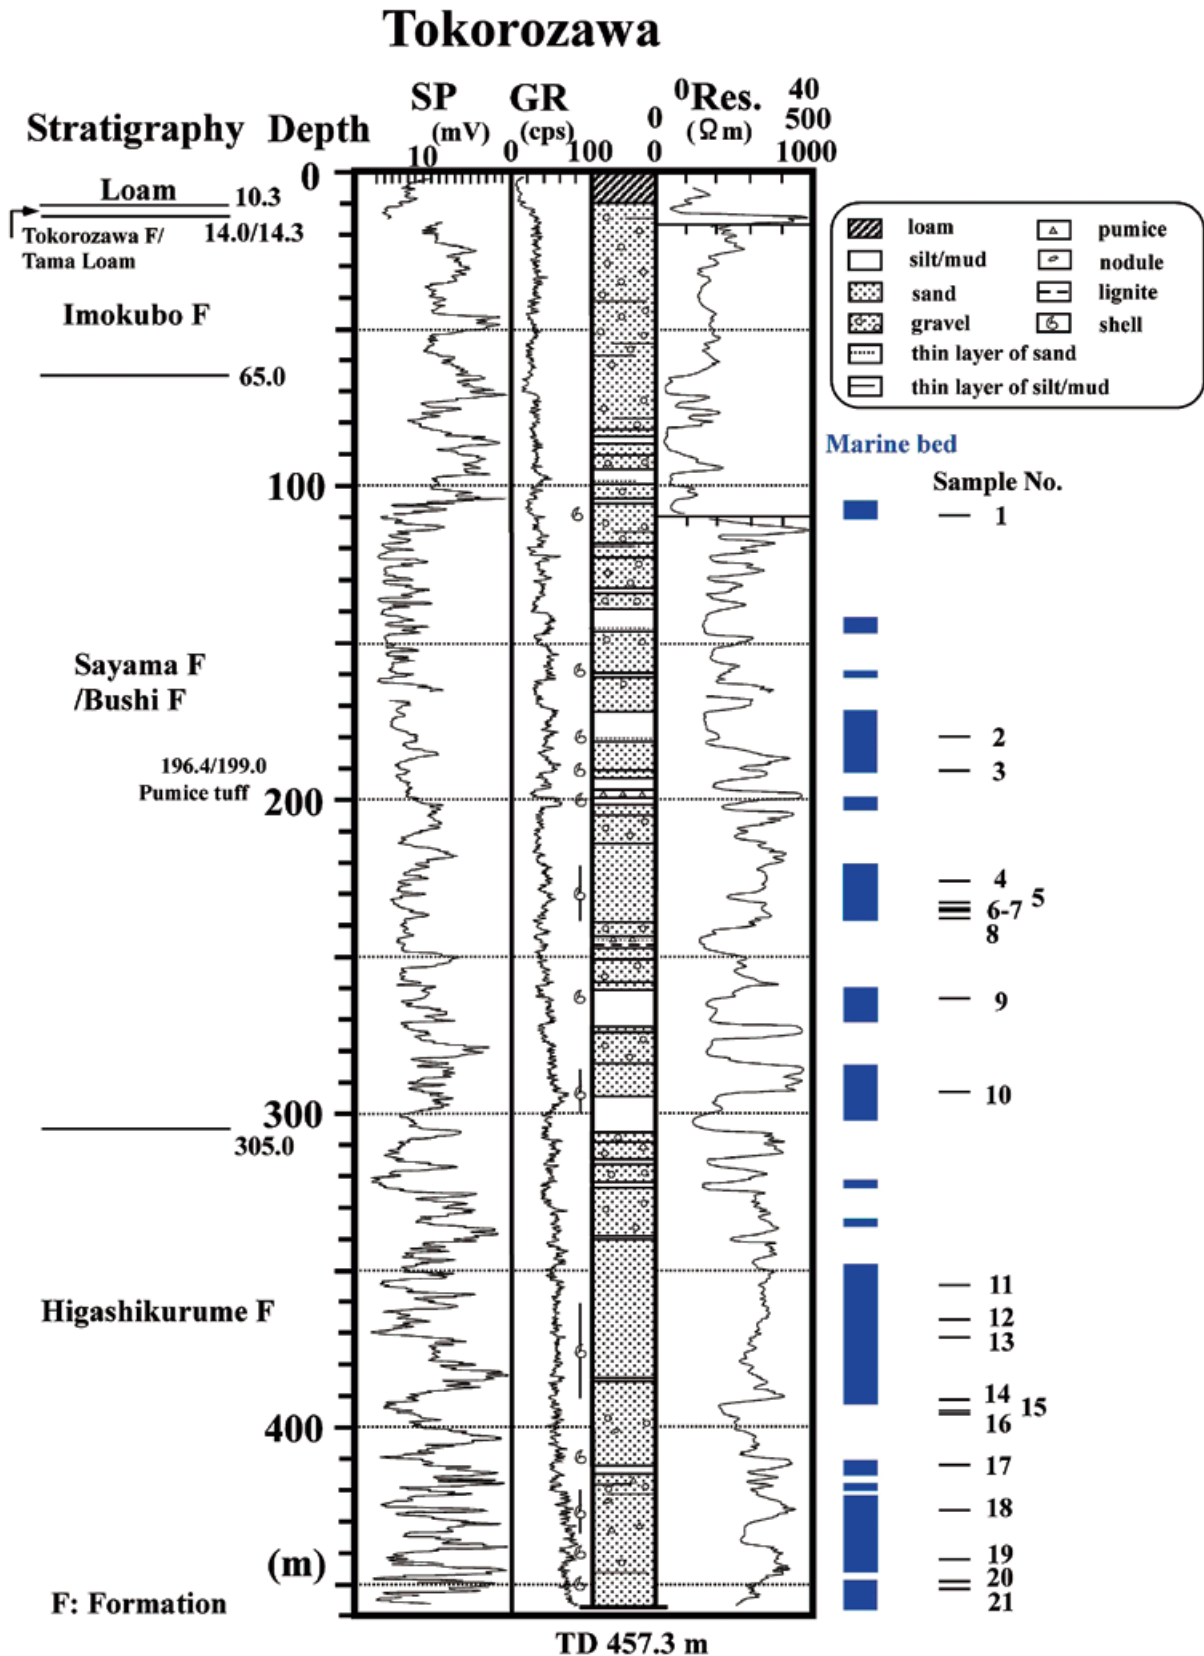 Tokorozawa
Stratigraphy Depth SP (mV) GR (cps) Res. (Ωm)
10 0 100
0 40
0 500
0 1000
0
Loam 10.3
Tokorozawa F/
Tama Loam
14.0/14.3
Imokubo F
65.0
100
Sayama F
/Bushi F
196.4/199.0
Pumice tuff
200
300
305.0
Higashikurume F
400
(m)
F: Formation
TD 457.3 m
loam
silt/mud
sand
gravel
thin layer of sand
thin layer of silt/mud
pumice
nodule
lignite
shell
Marine bed
Sample No.
1
2
3
4
5
6-7
8
9
10
11
12
13
14
15
16
17
18
19
20
21